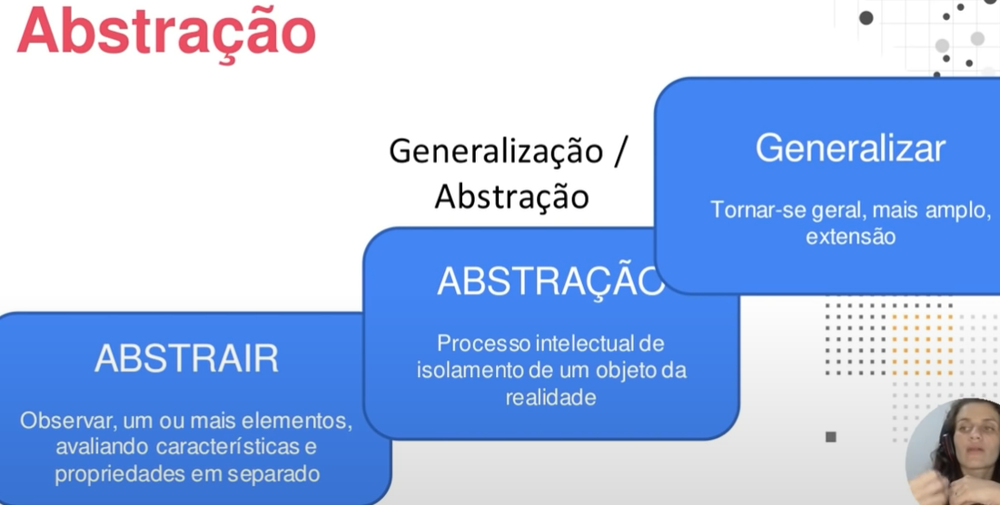 Abstração
Generalização /
Abstração
Generalizar
Tornar-se geral, mais amplo,
extensão
ABSTRAÇÃO
Processo intelectual de
isolamento de um objeto da
realidade
ABSTRAIR
Observar, um ou mais elementos,
avaliando características e
propriedades em separado